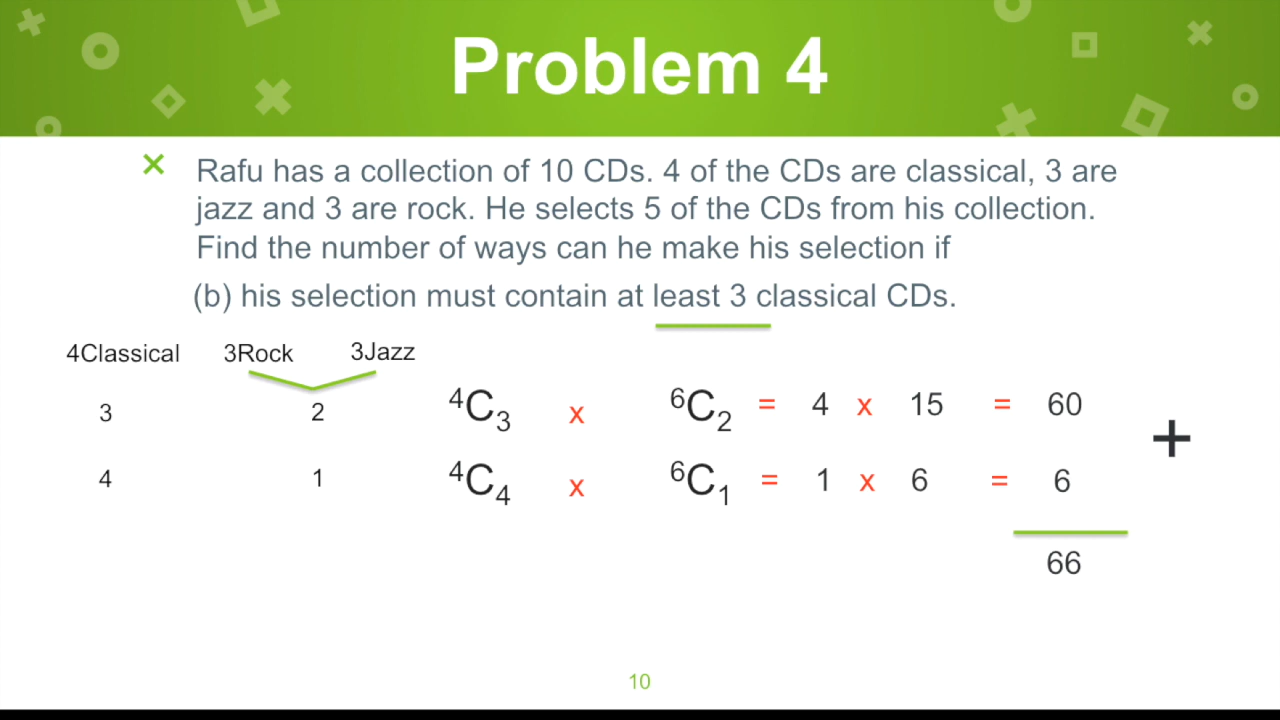 Problem 4
× Rafu has a collection of 10 CDs. 4 of the CDs are classical, 3 are
jazz and 3 are rock. He selects 5 of the CDs from his collection.
Find the number of ways can he make his selection if
(b) his selection must contain at least 3 classical CDs.
4Classical 3Rock 3Jazz
3 2 ⁴C₃ x ⁶C₂ = 4 x 15 = 60
+
4 1 ⁴C₄ x ⁶C₁ = 1 x 6 = 6
66
10